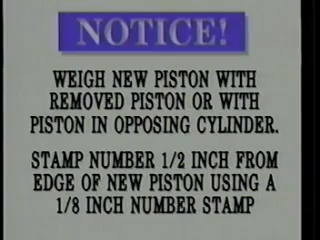 NOTICE!
WEIGH NEW PISTON WITH
REMOVED PISTON OR WITH
PISTON IN OPPOSING CYLINDER.
STAMP NUMBER 1/2 INCH FROM
EDGE OF NEW PISTON USING A
1/8 INCH NUMBER STAMP